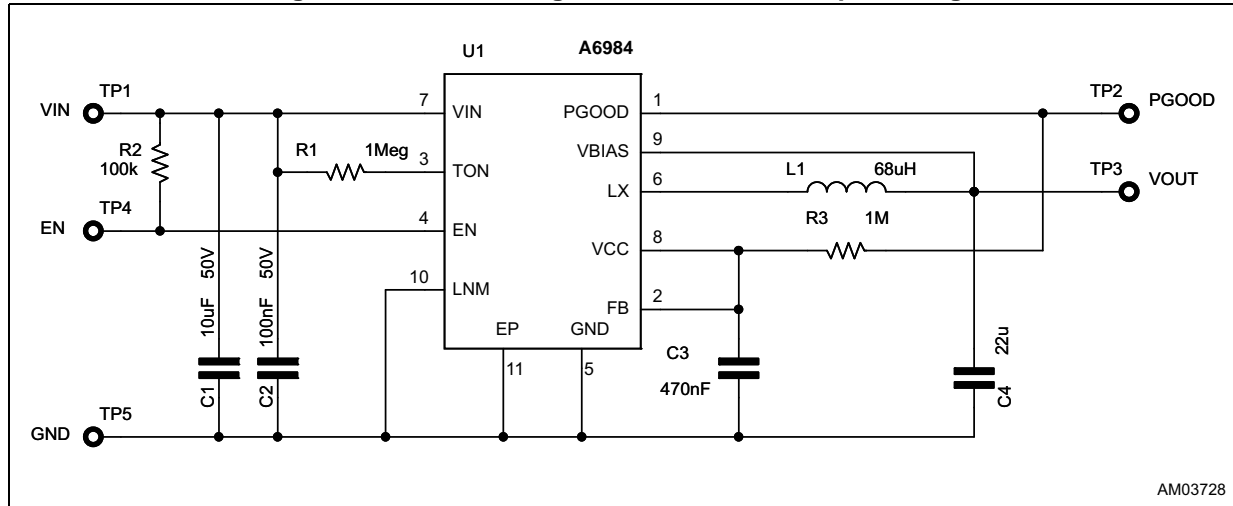 U1 A6984
VIN TP1
7 VIN
R2 100k
R1 1Meg
3 TON
EN TP4
4 EN
10 LNM
10uF 50V
C1
100nF 50V
C2
GND TP5
EP
11
GND
5
PGOOD 1
VBIAS 9
LX 6
VCC 8
FB 2
L1 68uH
R3 1M
C3
470nF
22u
C4
TP2 PGOOD
TP3 VOUT
AM03728